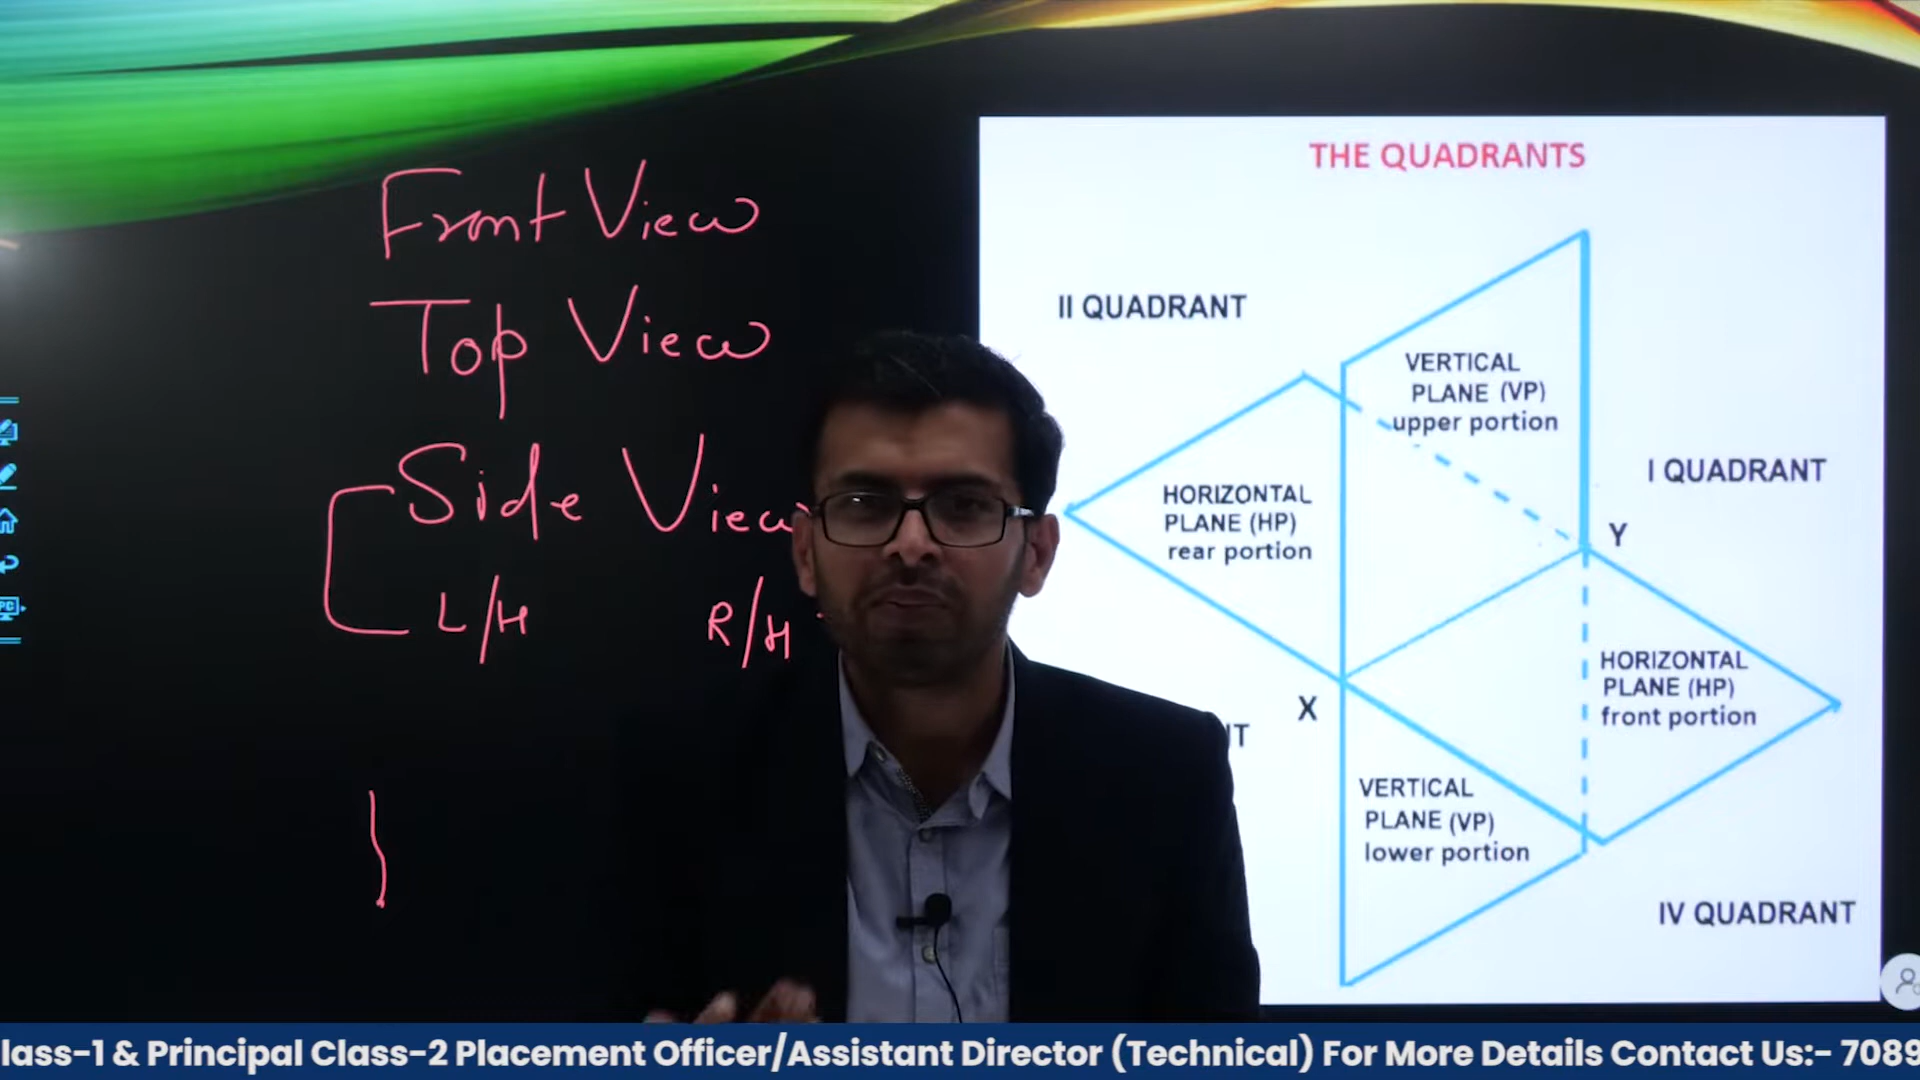 Front View
Top View
Side View
L/H R/H
THE QUADRANTS
II QUADRANT
VERTICAL
PLANE (VP)
upper portion
I QUADRANT
HORIZONTAL
PLANE (HP)
rear portion
Y
X
HORIZONTAL
PLANE (HP)
front portion
VERTICAL
PLANE (VP)
lower portion
IV QUADRANT
& Principal Class-2 Placement Officer/Assistant Director (Technical) For More Details Contact Us:- 7089